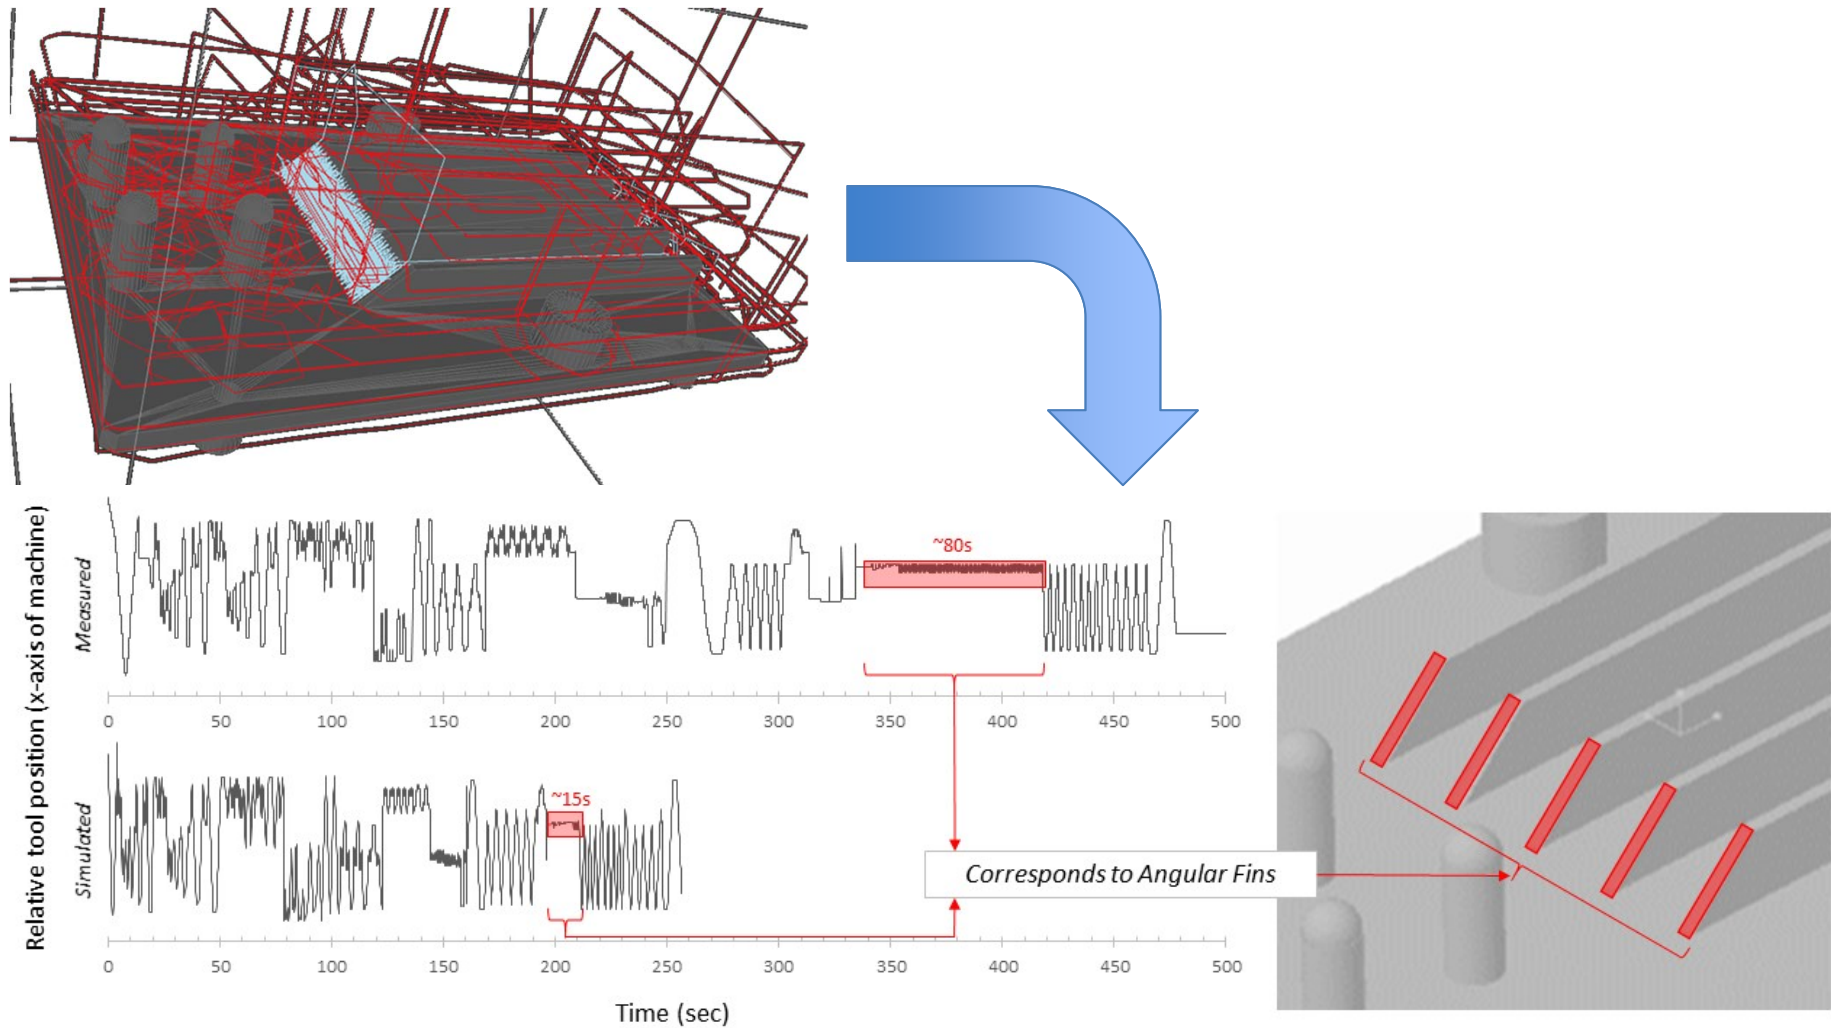 Relative tool position (x-axis of machine)
Measured
~80s
0 50 100 150 200 250 300 350 400 450 500
Simulated
~15s
Corresponds to Angular Fins
0 50 100 150 200 250 300 350 400 450 500
Time (sec)